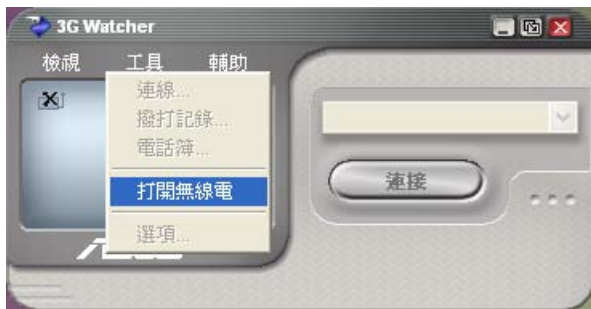 3G Watcher
檢視 工具 輔助
連線...
撥打記錄...
電話簿...
打開無線電
選項...
連接